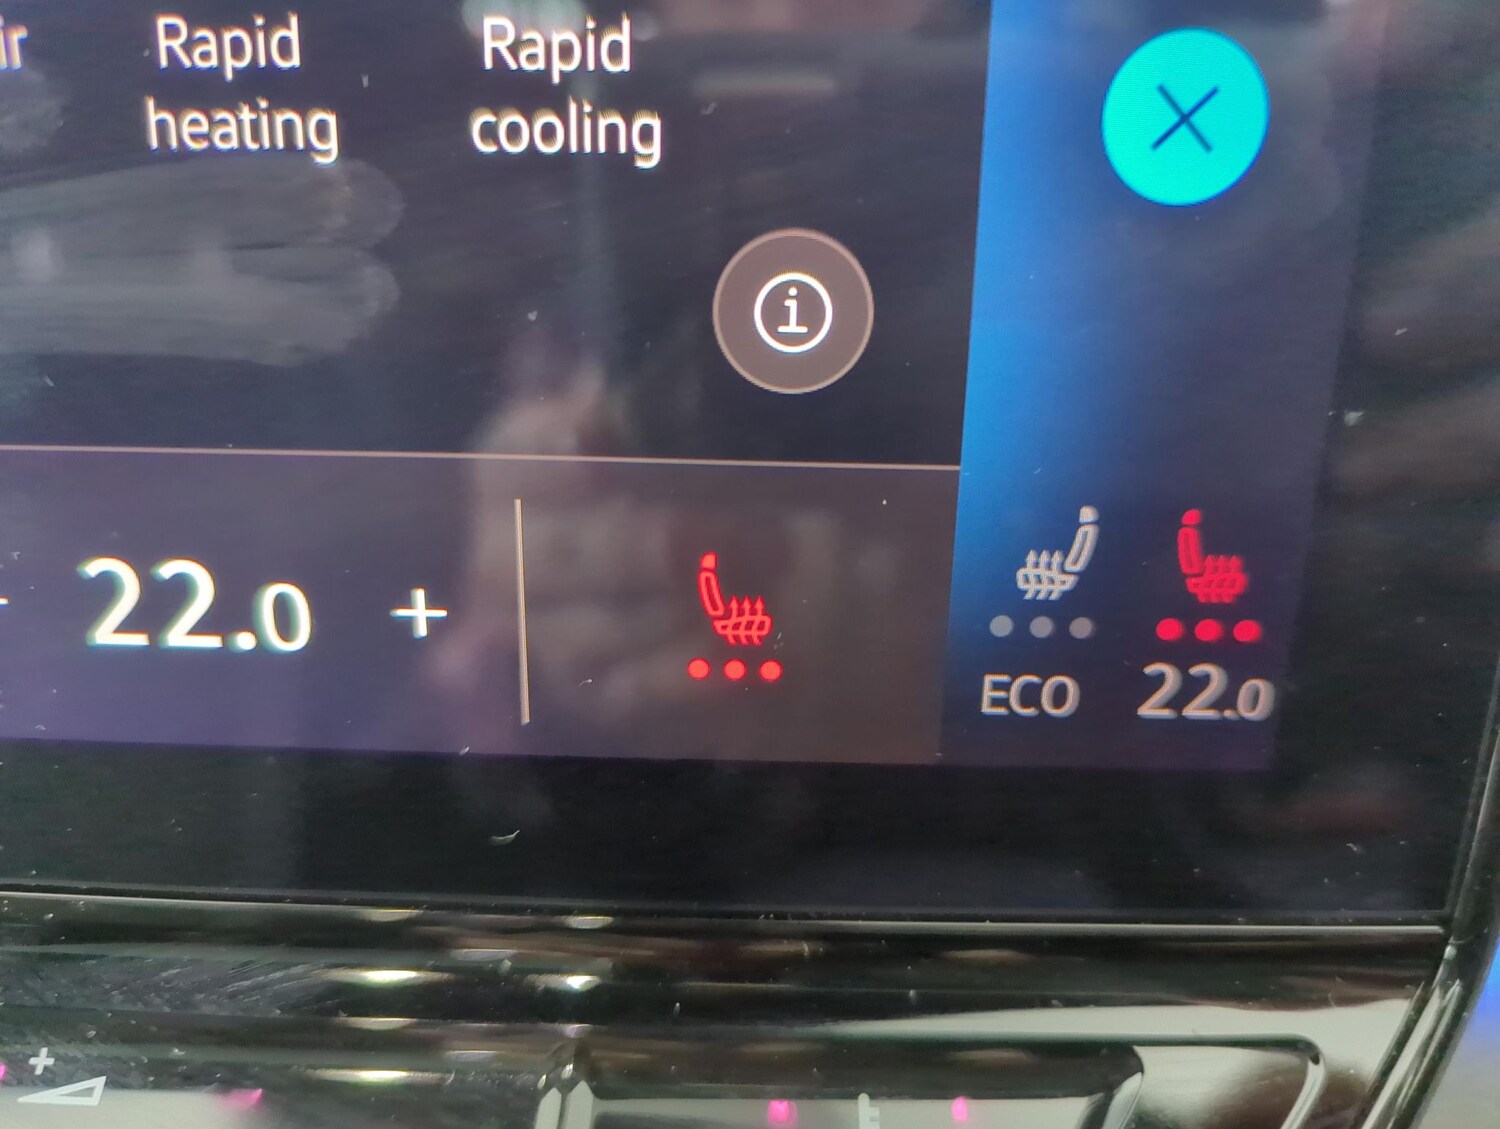 Rapid
heating
Rapid
cooling
22.0 +
ECO 22.0